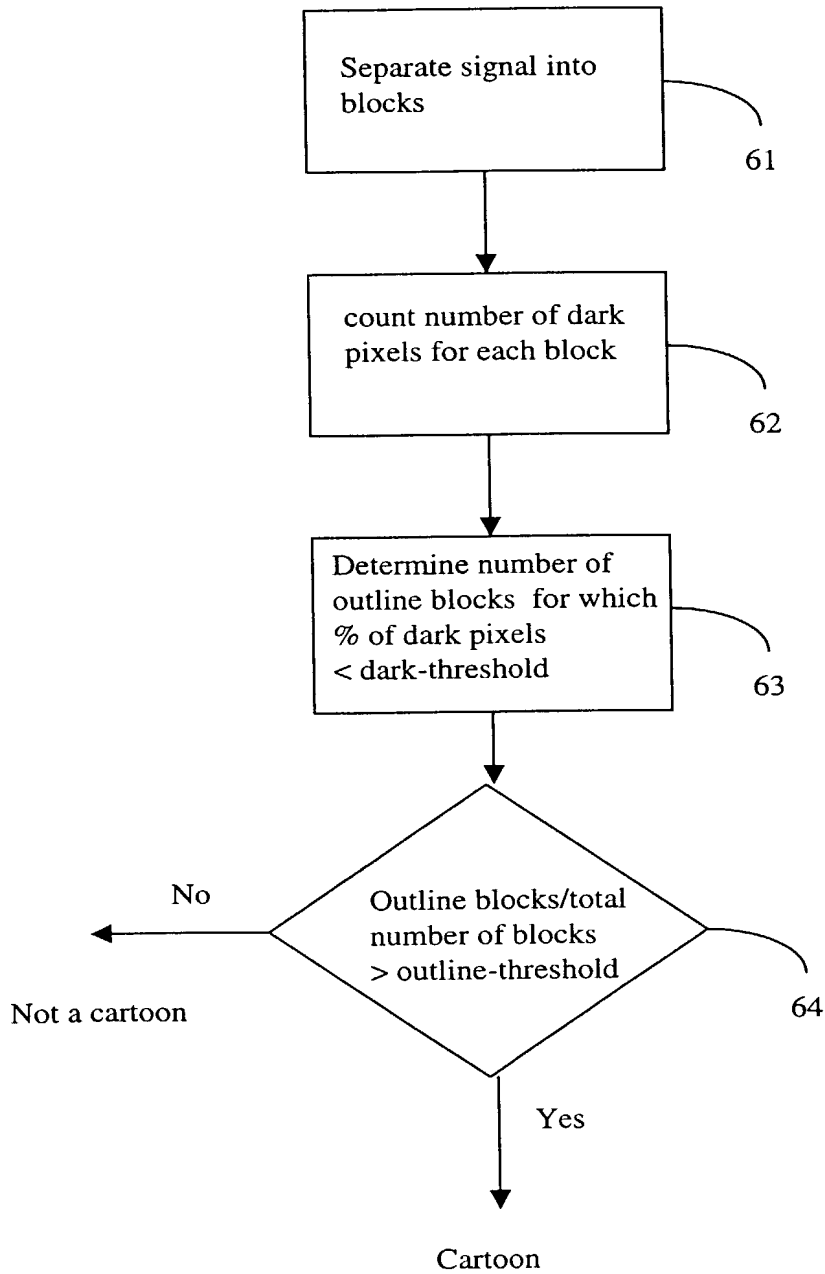 Separate signal into
blocks
61
count number of dark
pixels for each block
62
Determine number of
outline blocks for which
% of dark pixels
< dark-threshold
63
No
Outline blocks/total
number of blocks
> outline-threshold
64
Not a cartoon
Yes
Cartoon